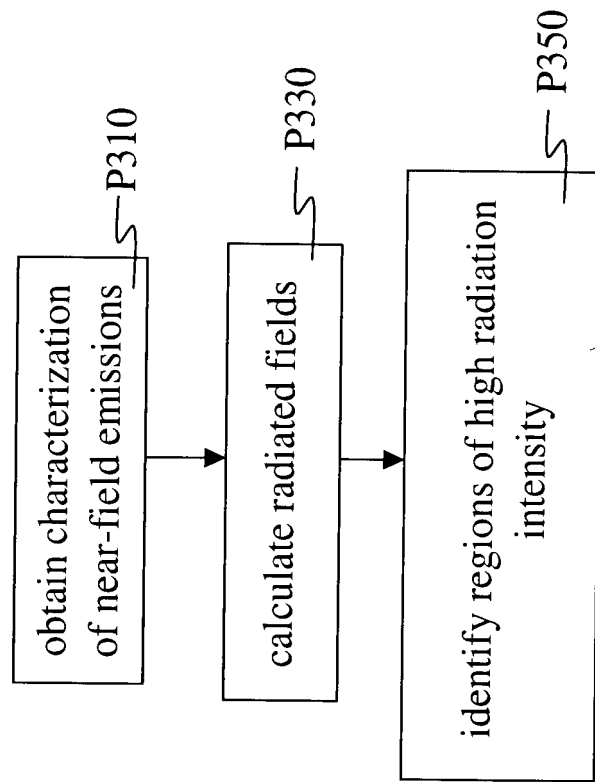 obtain characterization
of near-field emissions
P310
calculate radiated fields
P330
identify regions of high radiation
intensity
P350